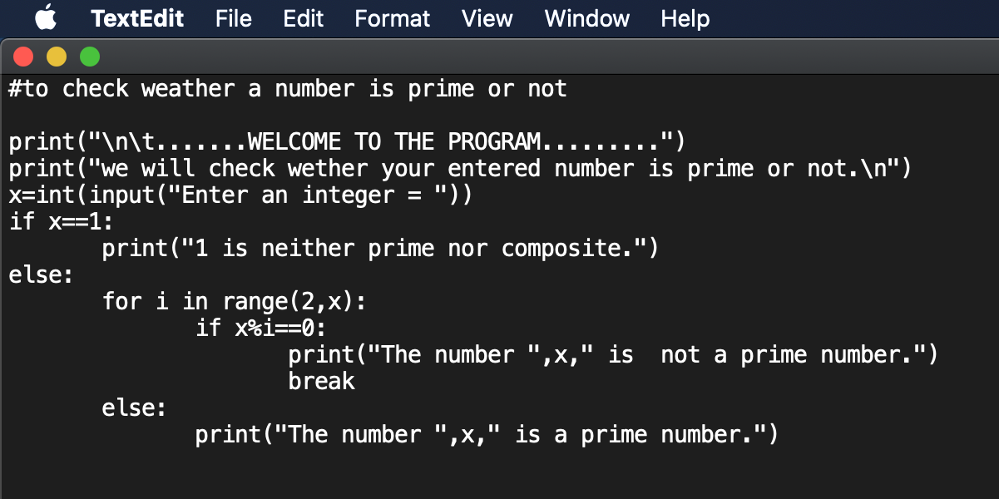 TextEdit File Edit Format View Window Help
#to check weather a number is prime or not
print("\n\t.......WELCOME TO THE PROGRAM.........")
print("we will check wether your entered number is prime or not.\n")
x=int(input("Enter an integer = "))
if x==1:
       print("1 is neither prime nor composite.")
else:
       for i in range(2,x):
              if x%i==0:
                     print("The number ",x," is  not a prime number.")
                     break
       else:
              print("The number ",x," is a prime number.")